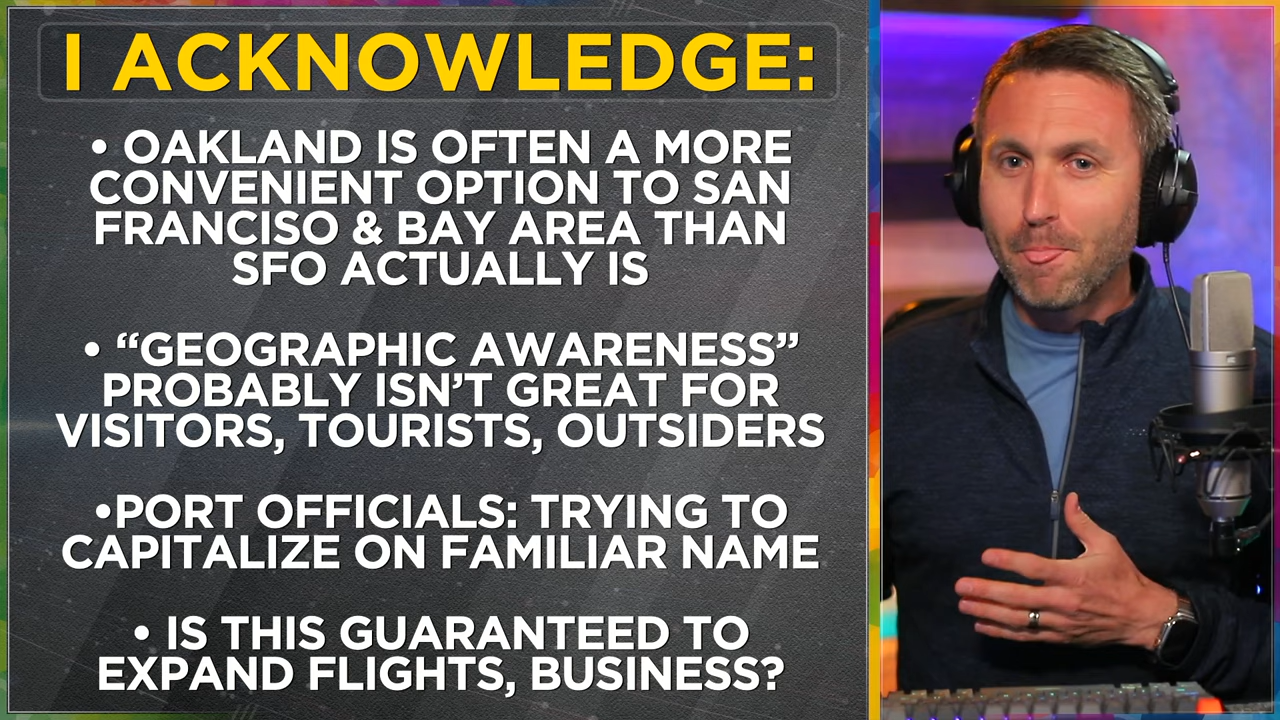 I ACKNOWLEDGE:
• OAKLAND IS OFTEN A MORE
CONVENIENT OPTION TO SAN
FRANCISO & BAY AREA THAN
SFO ACTUALLY IS
• “GEOGRAPHIC AWARENESS”
PROBABLY ISN’T GREAT FOR
VISITORS, TOURISTS, OUTSIDERS
•PORT OFFICIALS: TRYING TO
CAPITALIZE ON FAMILIAR NAME
• IS THIS GUARANTEED TO
EXPAND FLIGHTS, BUSINESS?